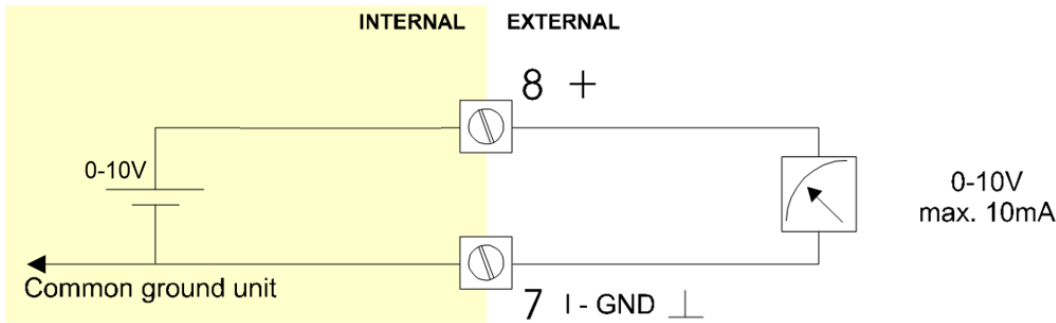 INTERNAL EXTERNAL
8 +
0-10V
0-10V
max. 10mA
Common ground unit
7 I - GND